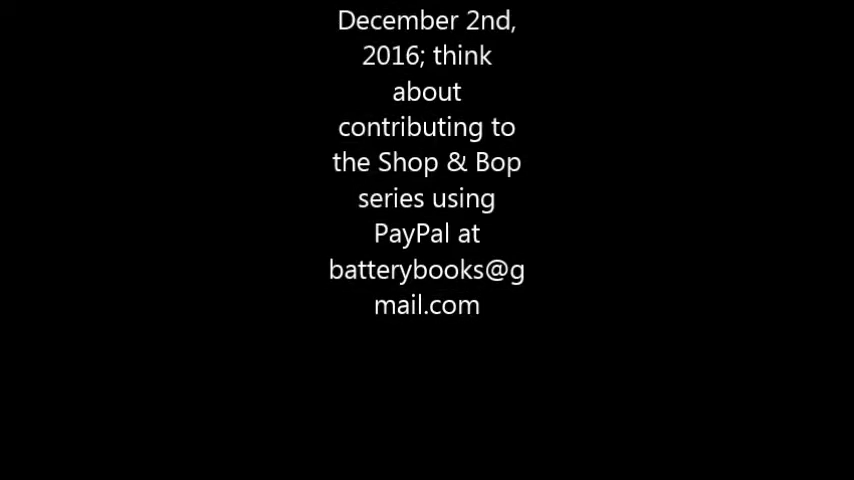 December 2nd,
2016; think
about
contributing to
the Shop & Bop
series using
PayPal at
batterybooks@g
mail.com